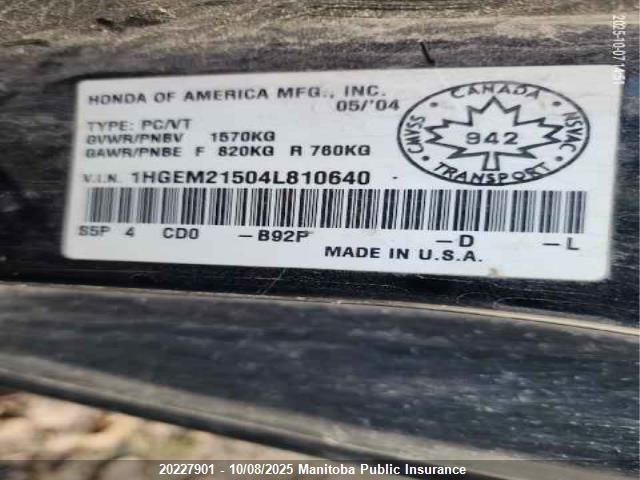 HONDA OF AMERICA MFG., INC.
05/'04
TYPE: PC/VT
GVWR/PNBV 1570KG
GAWR/PNBE F 820KG R 760KG
V.I.N. 1HGEM21504L810640
S5P 4 CD0 -B92P -D -L
MADE IN U.S.A.
CANADA
CMVSS
942
NSVAC
TRANSPORT
20227901 - 10/08/2025 Manitoba Public Insurance